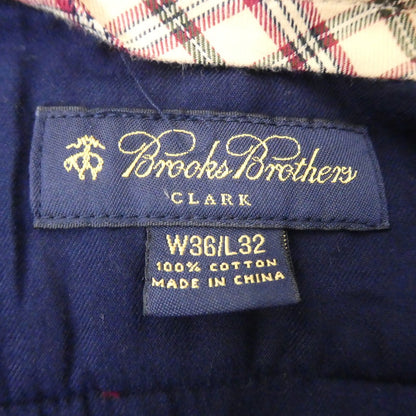 Brooks Brothers
CLARK
W36/L32
100% COTTON
MADE IN CHINA